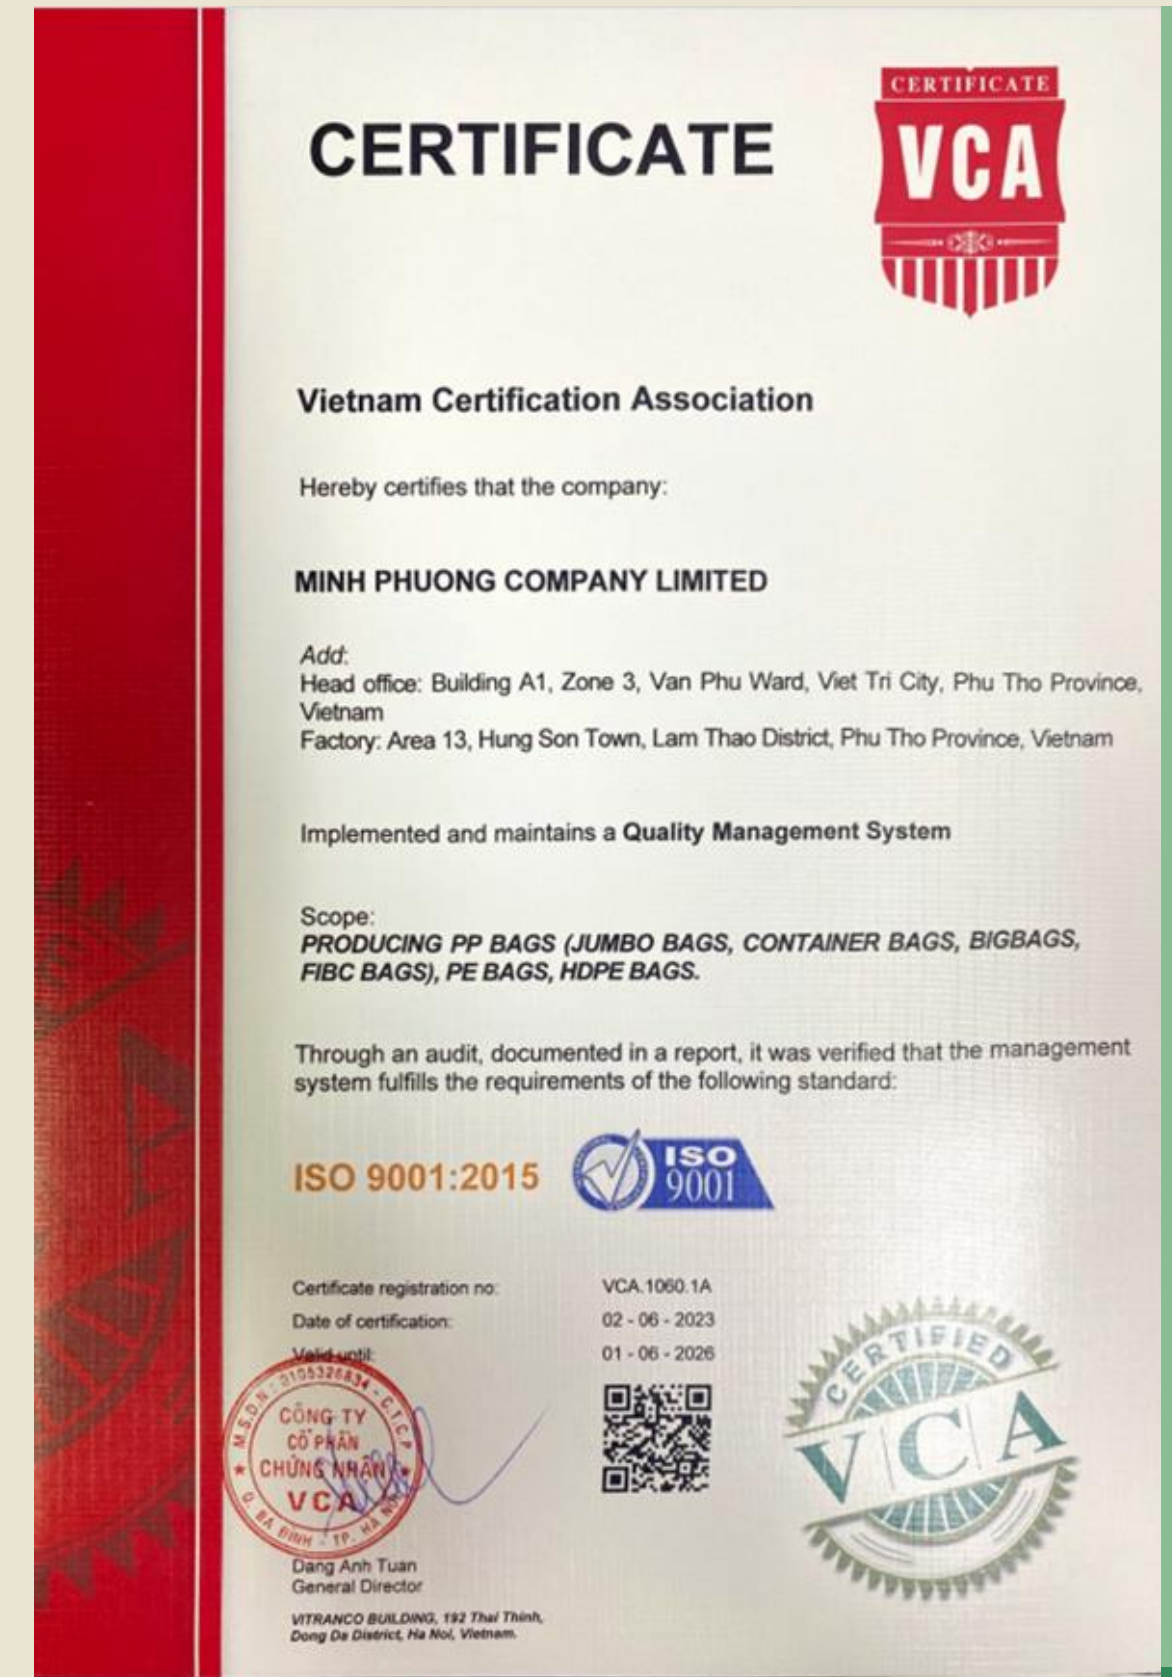 CERTIFICATE
CERTIFICATE
VCA
Vietnam Certification Association
Hereby certifies that the company:
MINH PHUONG COMPANY LIMITED
Add:
Head office: Building A1, Zone 3, Van Phu Ward, Viet Tri City, Phu Tho Province,
Vietnam
Factory: Area 13, Hung Son Town, Lam Thao District, Phu Tho Province, Vietnam
Implemented and maintains a Quality Management System
Scope:
PRODUCING PP BAGS (JUMBO BAGS, CONTAINER BAGS, BIGBAGS,
FIBC BAGS), PE BAGS, HDPE BAGS.
Through an audit, documented in a report, it was verified that the management
system fulfills the requirements of the following standard:
ISO 9001:2015
ISO
9001
Certificate registration no: VCA.1060.1A
Date of certification: 02 - 06 - 2023
Valid until: 01 - 06 - 2026
M.S.D.N: 0105326834 - C.T.C.P
CÔNG TY
CỔ PHẦN
CHỨNG NHẬN
VCA
Q. BA ĐÌNH - TP. HÀ NỘI
CERTIFIED
VCA
Dang Anh Tuan
General Director
VITRANCO BUILDING, 192 Thai Thinh,
Dong Da District, Ha Noi, Vietnam.